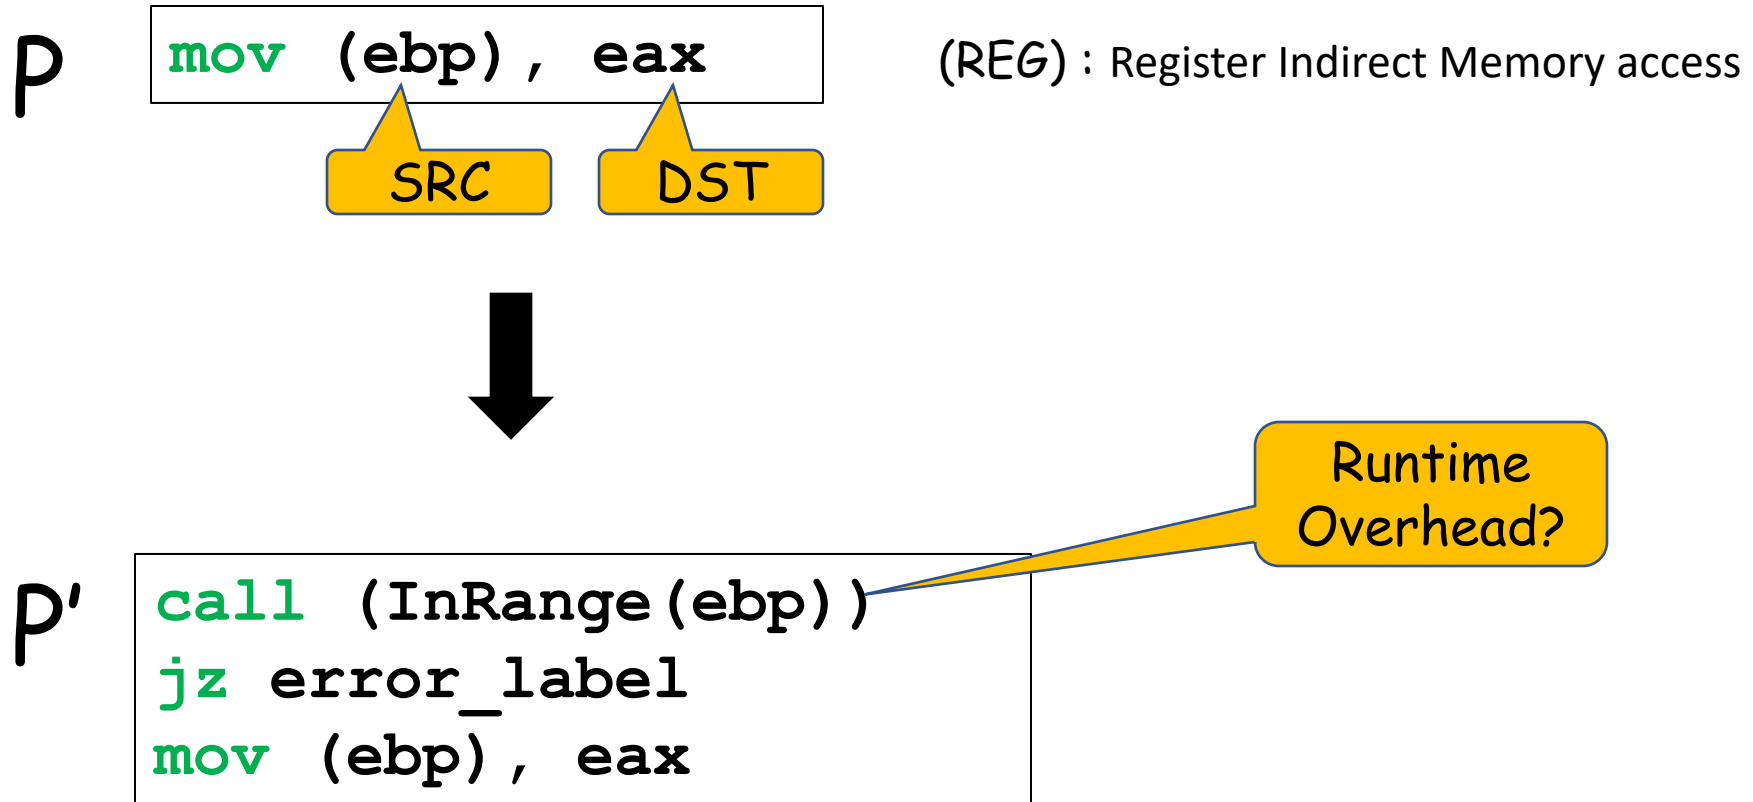 P
mov (ebp), eax
(REG) : Register Indirect Memory access
SRC
DST
Runtime
Overhead?
P'
call (InRange(ebp))
jz error_label
mov (ebp), eax